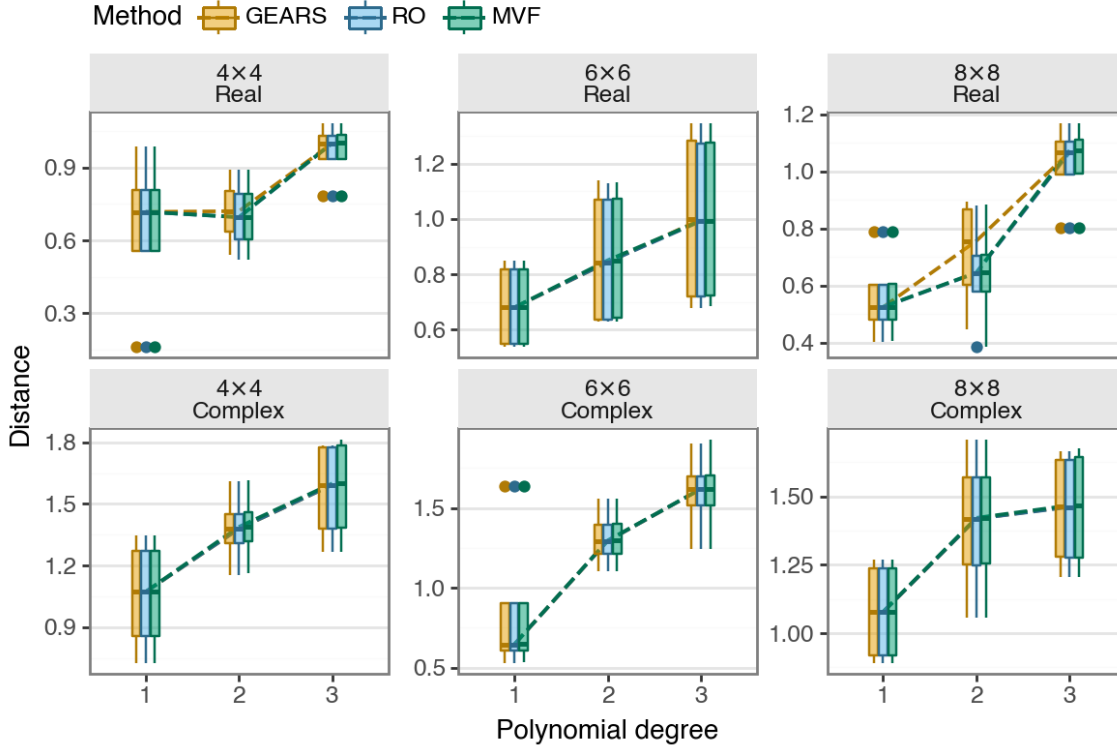 Method GEARS RO MVF
4×4
Real
6×6
Real
8×8
Real
0.9
0.6
0.3
1.2
1.0
0.8
0.6
1.2
1.0
0.8
0.6
0.4
Distance
4×4
Complex
6×6
Complex
8×8
Complex
1.8
1.5
1.2
0.9
1.5
1.0
0.5
1.50
1.25
1.00
1 2 3
1 2 3
1 2 3
Polynomial degree